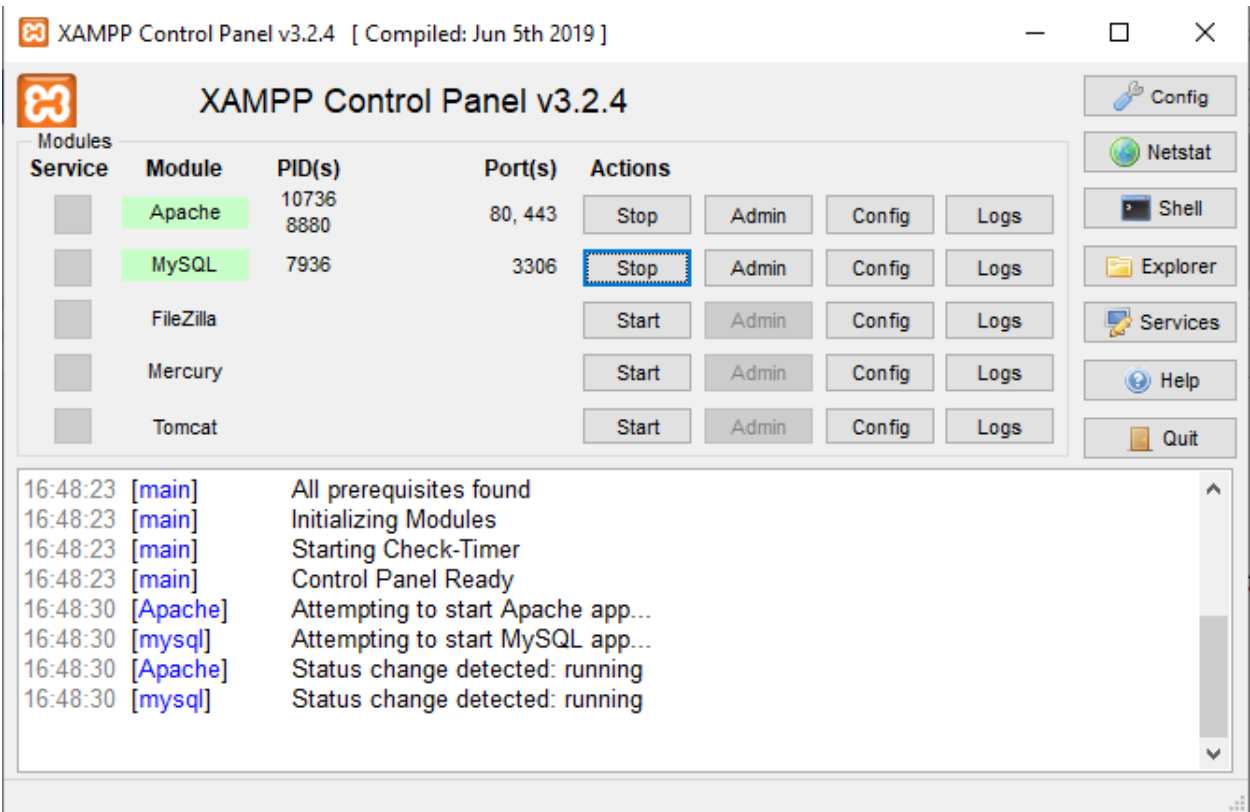 XAMPP Control Panel v3.2.4 [ Compiled: Jun 5th 2019 ]
XAMPP Control Panel v3.2.4
Config
Modules
Service Module PID(s) Port(s) Actions
Netstat
Apache 10736 8880 80, 443 Stop Admin Config Logs
Shell
MySQL 7936 3306 Stop Admin Config Logs
Explorer
FileZilla Start Admin Config Logs
Services
Mercury Start Admin Config Logs
Help
Tomcat Start Admin Config Logs
Quit
16:48:23 [main] All prerequisites found
16:48:23 [main] Initializing Modules
16:48:23 [main] Starting Check-Timer
16:48:23 [main] Control Panel Ready
16:48:30 [Apache] Attempting to start Apache app...
16:48:30 [mysql] Attempting to start MySQL app...
16:48:30 [Apache] Status change detected: running
16:48:30 [mysql] Status change detected: running